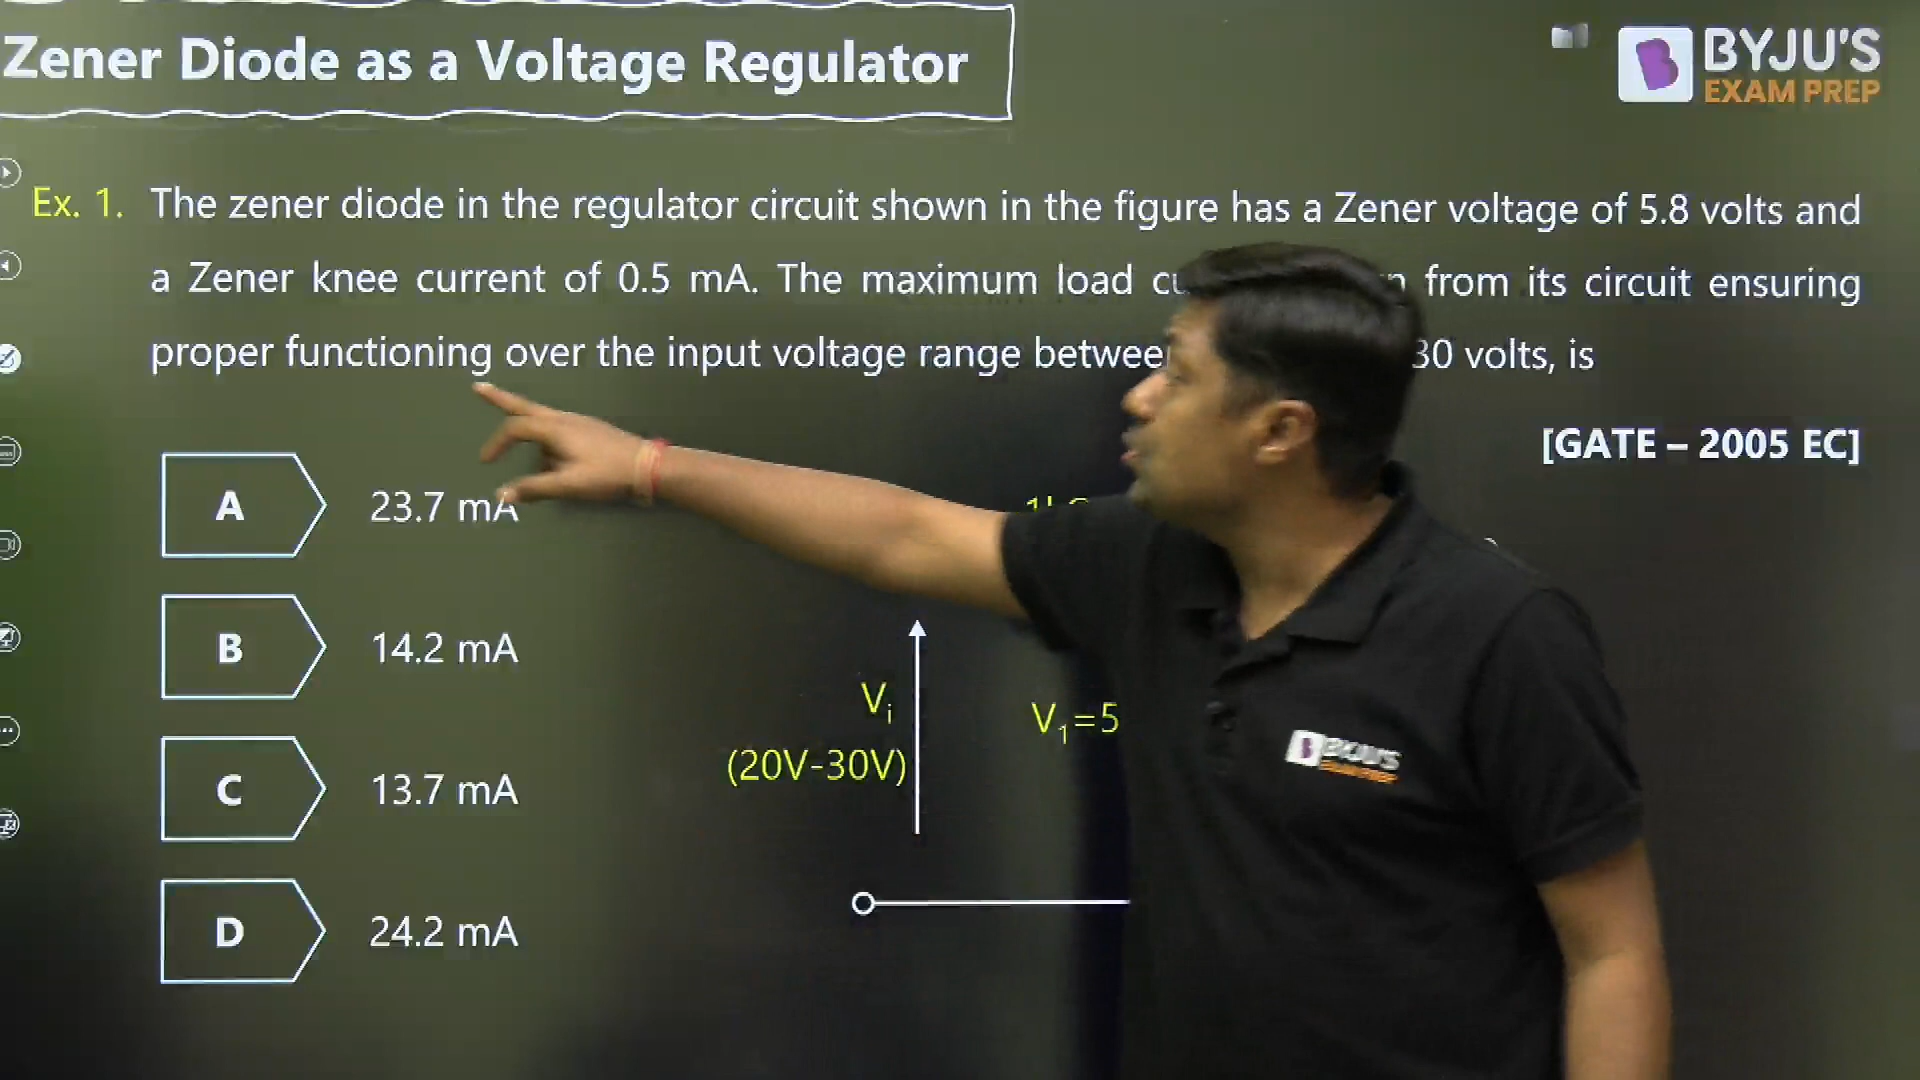 Zener Diode as a Voltage Regulator
BYJU'S
EXAM PREP
Ex. 1. The zener diode in the regulator circuit shown in the figure has a Zener voltage of 5.8 volts and
a Zener knee current of 0.5 mA. The maximum load from its circuit ensuring
proper functioning over the input voltage range 30 volts, is
[GATE – 2005 EC]
A 23.7 mA
B 14.2 mA
C 13.7 mA
D 24.2 mA
Vi
(20V-30V)
V1=5
BYJU'S
EXAM PREP